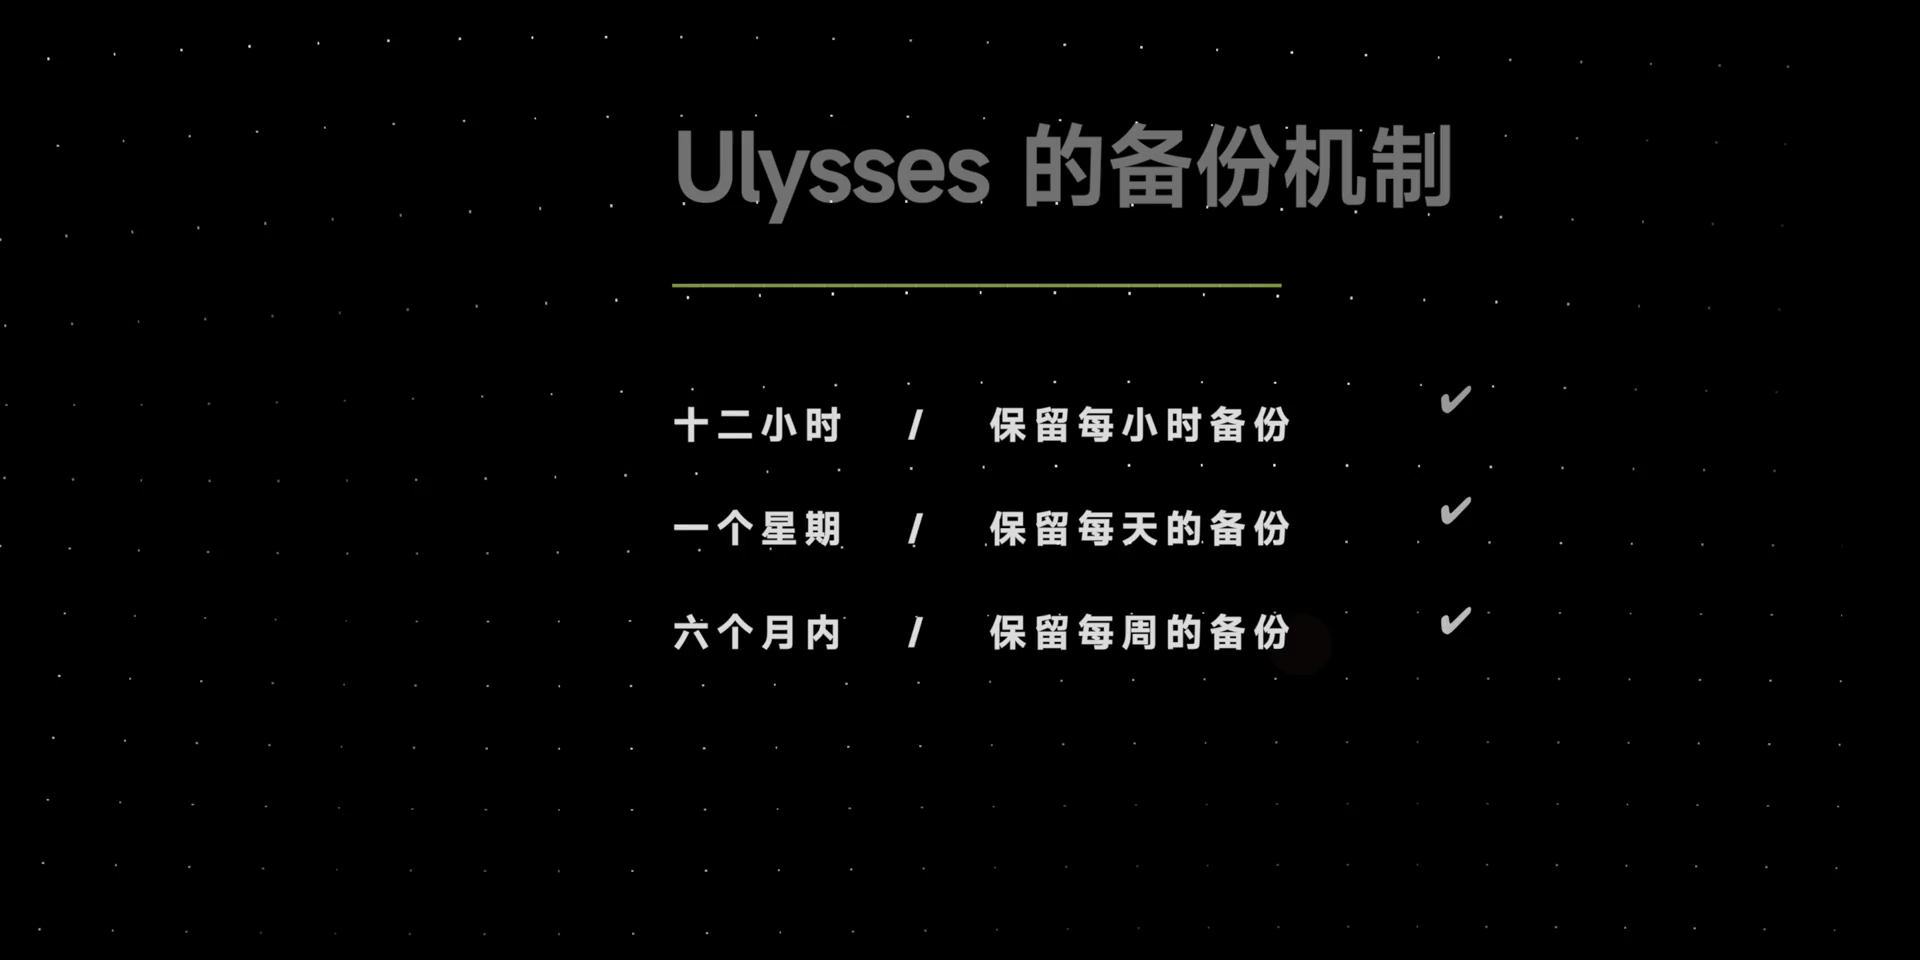 Ulysses 的备份机制
十二小时 / 保留每小时备份 ✔
一个星期 / 保留每天的备份 ✔
六个月内 / 保留每周的备份 ✔